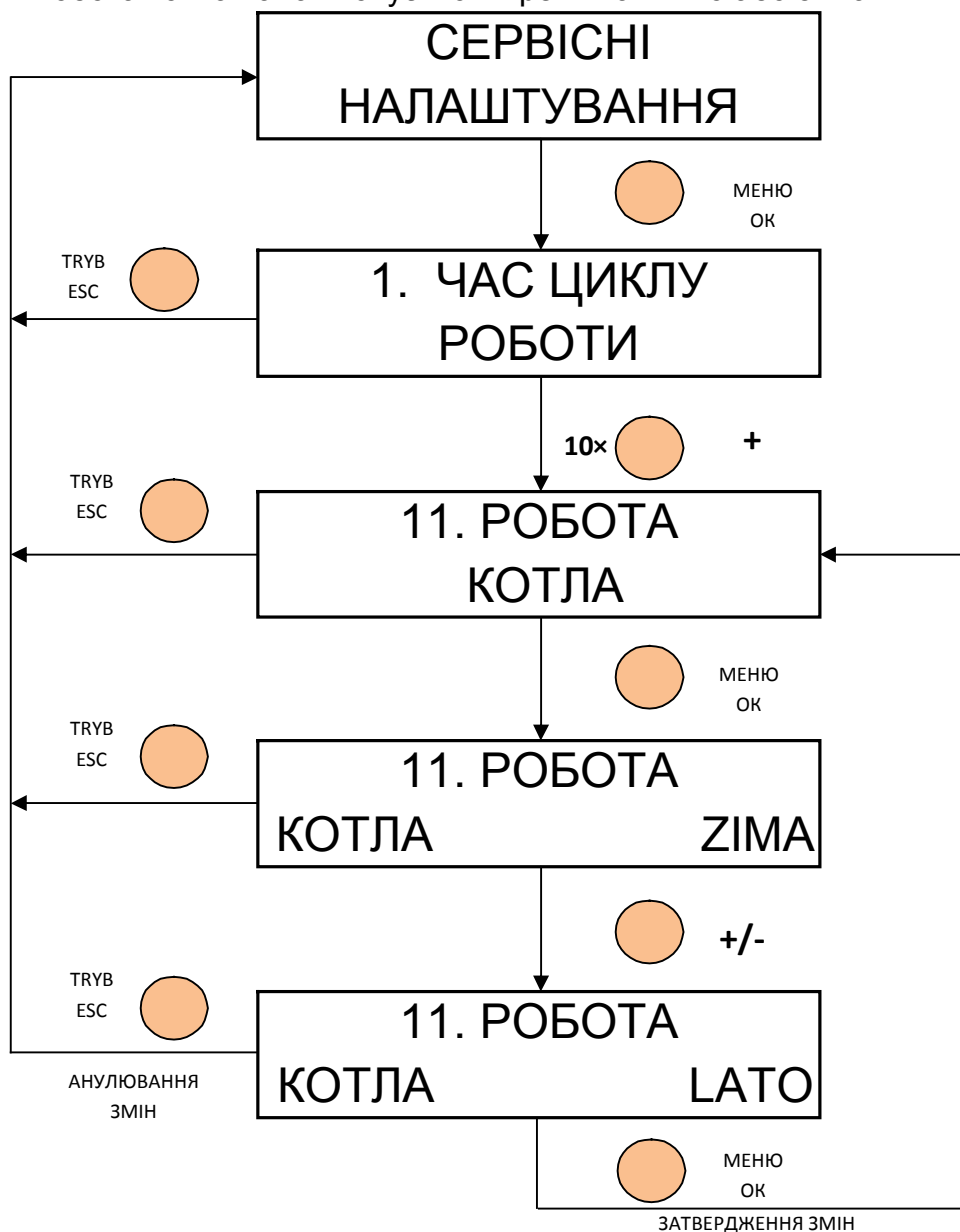 СЕРВІСНІ
НАЛАШТУВАННЯ
МЕНЮ
ОК
TRYB
ESC
1. ЧАС ЦИКЛУ
РОБОТИ
10×
+
TRYB
ESC
11. РОБОТА
КОТЛА
МЕНЮ
ОК
TRYB
ESC
11. РОБОТА
КОТЛА ZIMA
+/-
TRYB
ESC
11. РОБОТА
КОТЛА LATO
АНУЛЮВАННЯ
ЗМІН
МЕНЮ
ОК
ЗАТВЕРДЖЕННЯ ЗМІН